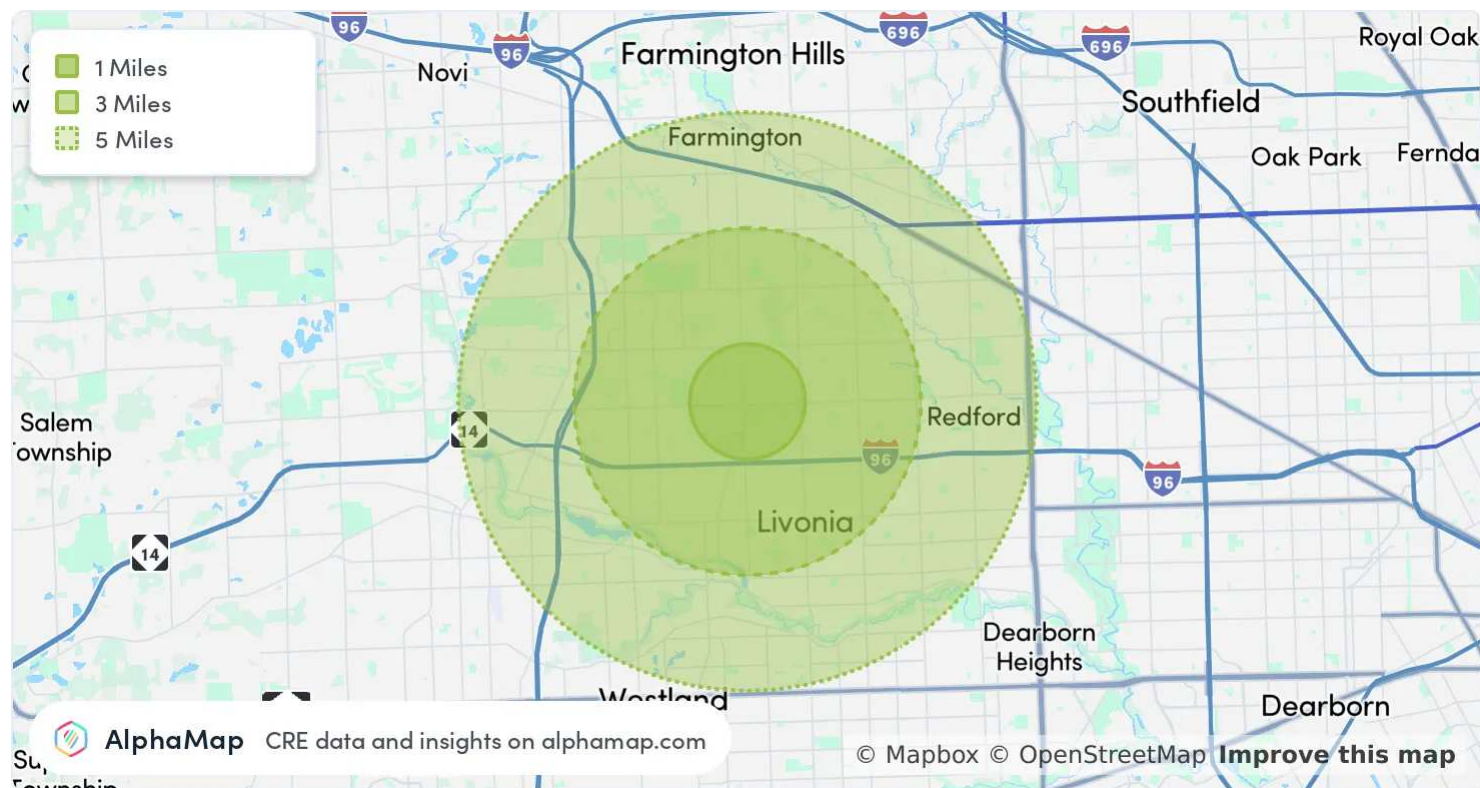 96
696
Royal Oak
96
Farmington Hills
696
1 Miles
Novi
3 Miles
Southfield
5 Miles
Farmington
Oak Park
Fernda
Salem
Township
14
Redford
96
96
Livonia
14
Dearborn
Heights
Westland
Dearborn
AlphaMap
CRE data and insights on alphamap.com
© Mapbox © OpenStreetMap Improve this map